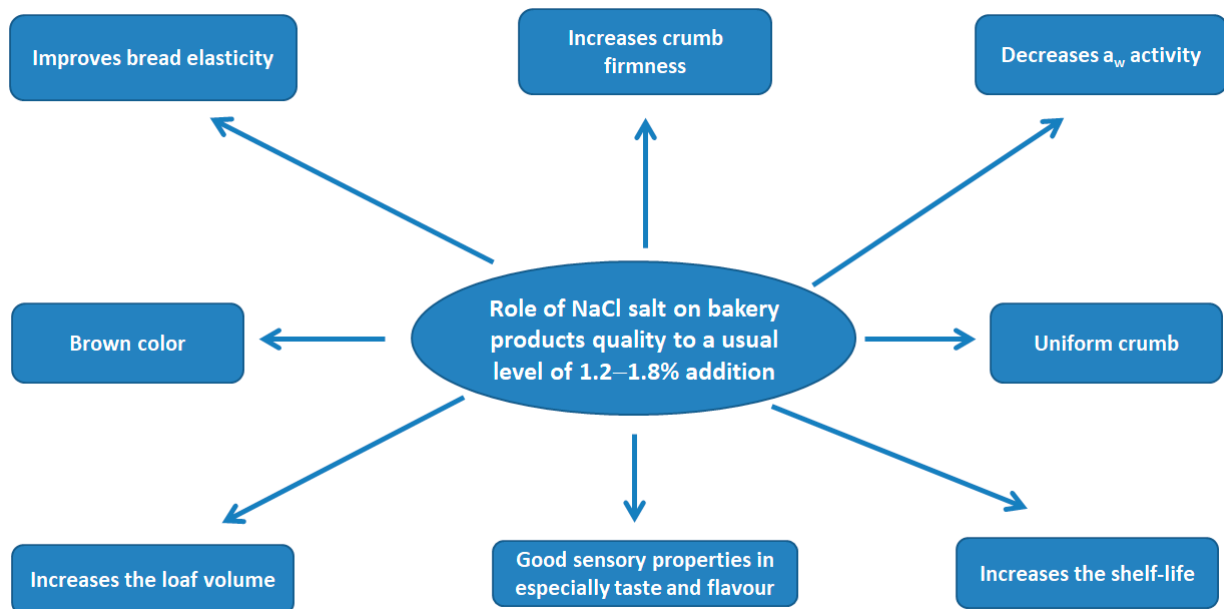 Improves bread elasticity
Increases crumb
firmness
Decreases a_w activity
Role of NaCl salt on bakery
products quality to a usual
level of 1.2–1.8% addition
Brown color
Uniform crumb
Increases the loaf volume
Good sensory properties in
especially taste and flavour
Increases the shelf-life